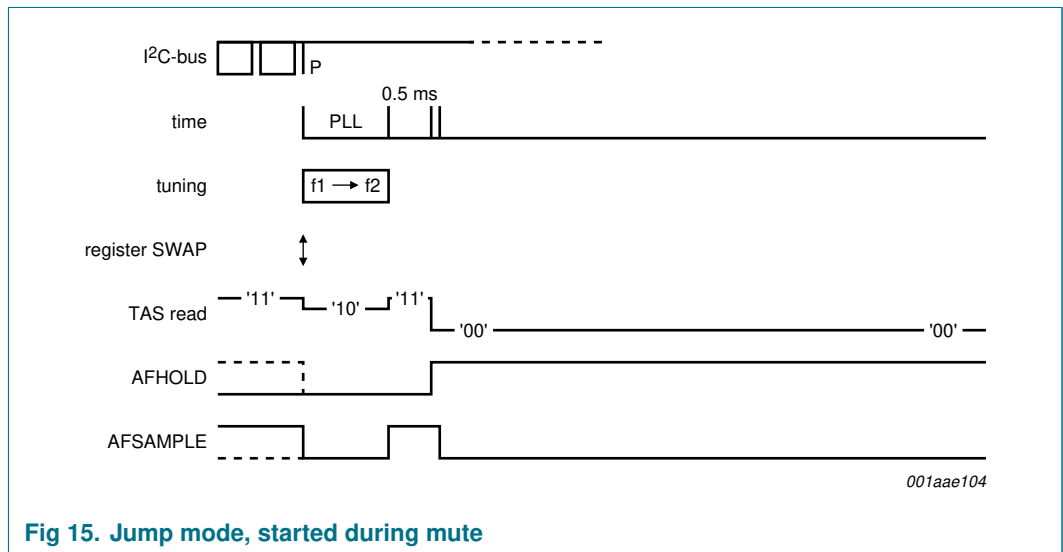 I²C-bus
P
0.5 ms
time
PLL
tuning
f1 → f2
register SWAP
TAS read
'11'
'10'
'11'
'00'
'00'
AFHOLD
AFSAMPLE
001aae104
Fig 15. Jump mode, started during mute